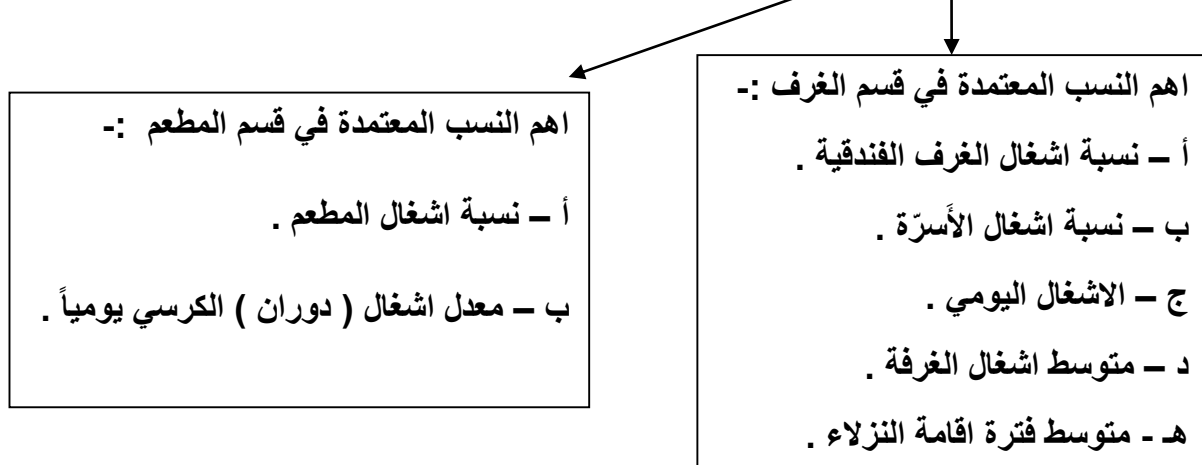 اهم النسب المعتمدة في قسم الغرف :-
أ – نسبة اشغال الغرف الفندقية .
ب – نسبة اشغال الأَسرّة .
ج – الاشغال اليومي .
د – متوسط اشغال الغرفة .
هـ - متوسط فترة اقامة النزلاء .
اهم النسب المعتمدة في قسم المطعم :-
أ – نسبة اشغال المطعم .
ب – معدل اشغال ( دوران ) الكرسي يومياً .